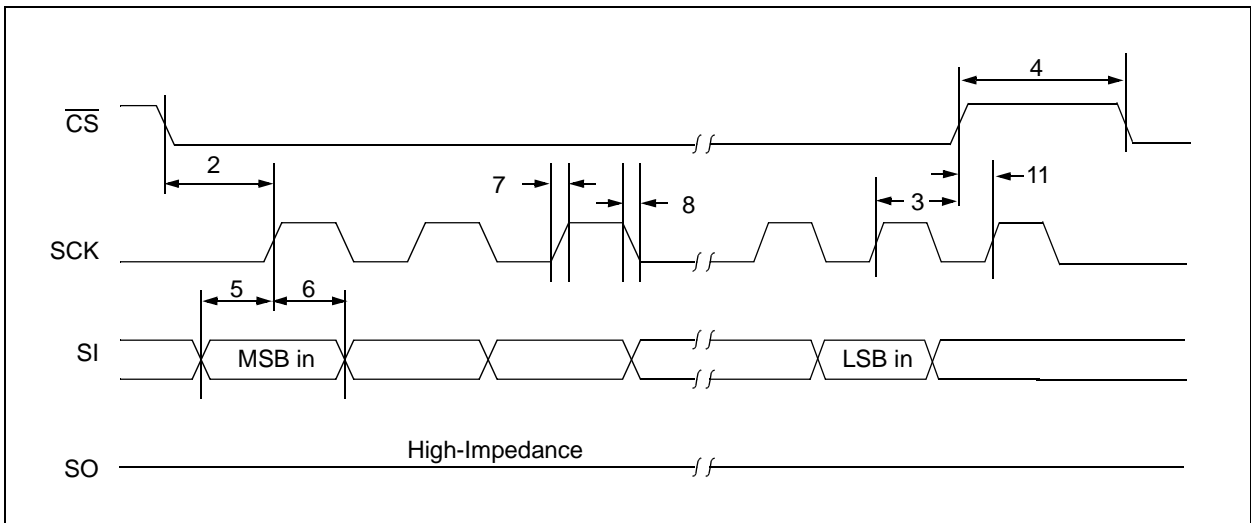 4
CS
2
7
8
3
11
SCK
5
6
SI
MSB in
LSB in
High-Impedance
SO